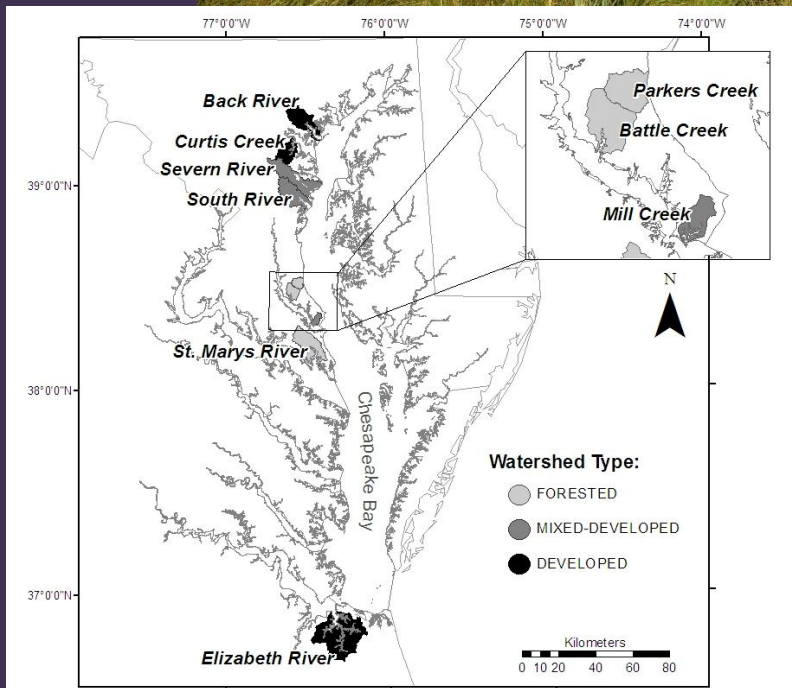 77°0'0"W
76°0'0"W
75°0'0"W
74°0'0"W
Back River
Curtis Creek
Severn River
South River
39°0'0"N
Parkers Creek
Battle Creek
Mill Creek
N
St. Marys River
38°0'0"N
Chesapeake Bay
Watershed Type:
FORESTED
MIXED-DEVELOPED
DEVELOPED
37°0'0"N
Elizabeth River
Kilometers
0 10 20 40 60 80